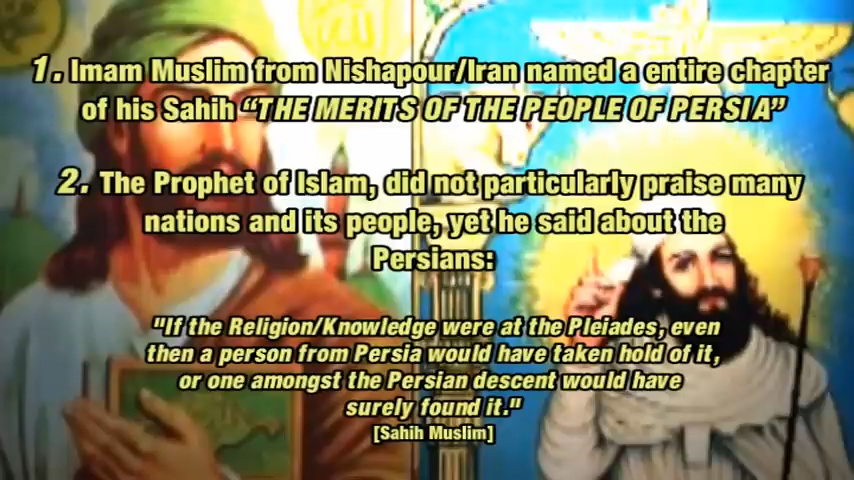 1. Imam Muslim from Nishapour/Iran named a entire chapter
of his Sahih “THE MERITS OF THE PEOPLE OF PERSIA”
2. The Prophet of Islam, did not particularly praise many
nations and its people, yet he said about the
Persians:
"If the Religion/Knowledge were at the Pleiades, even
then a person from Persia would have taken hold of it,
or one amongst the Persian descent would have
surely found it."
[Sahih Muslim]